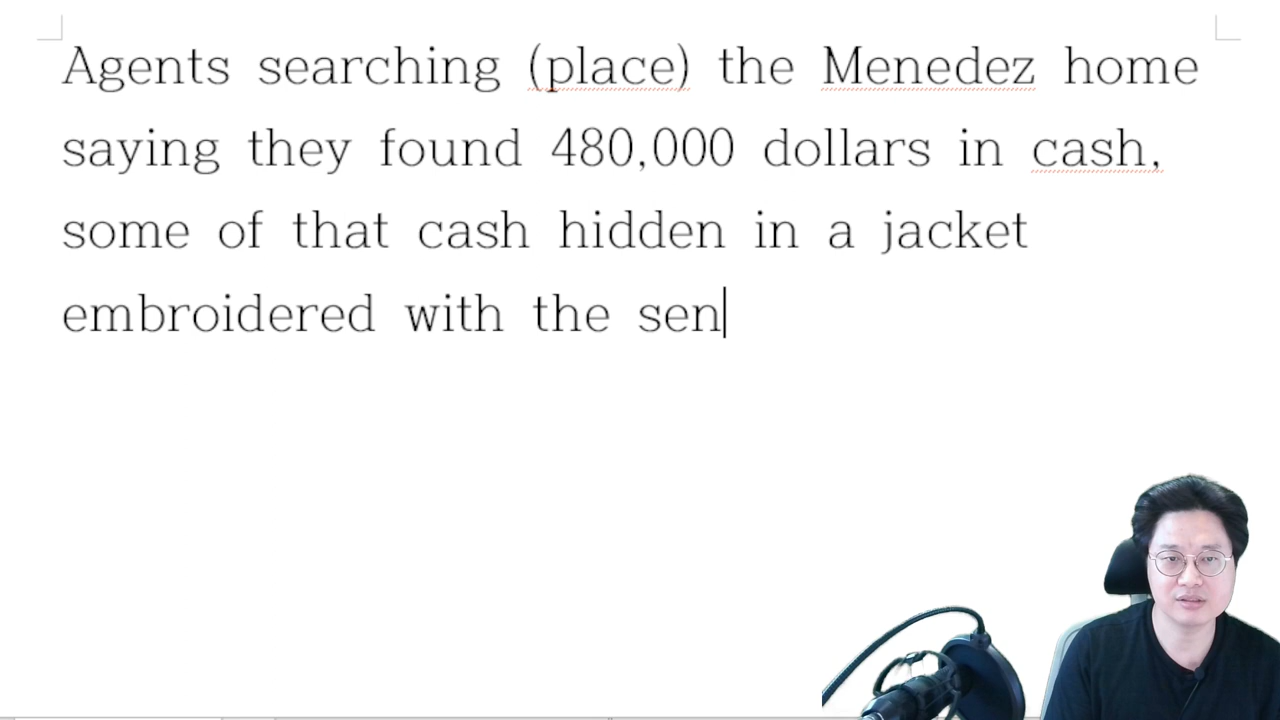 Agents searching (place) the Menedez home
saying they found 480,000 dollars in cash,
some of that cash hidden in a jacket
embroidered with the sen